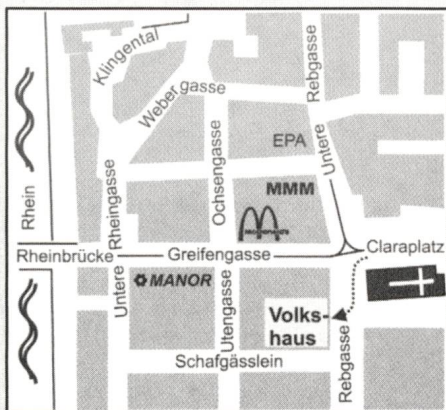 Klingental
Webergasse
Rebgasse
Untere
EPA
Ochsengasse
Rheingasse
Untere
MMM
Rhein
Rheinbrücke
Greifengasse
Claraplatz
MANOR
Utengasse
Volks-
haus
Rebgasse
Schafgässlein